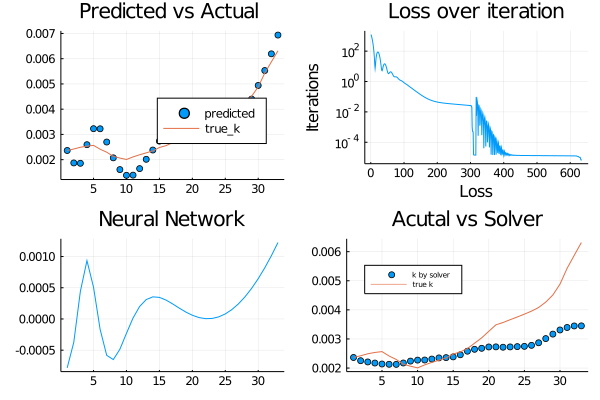 Predicted vs Actual
0.007
0.006
0.005
0.004
0.003
0.002
predicted
true_k
5 10 15 20 25 30
Loss over iteration
Iterations
10² 
10⁰
10⁻²
10⁻⁴
0 100 200 300 400 500 600
Loss
Neural Network
0.0010
0.0005
0.0000
-0.0005
5 10 15 20 25 30
Acutal vs Solver
0.006
0.005
0.004
0.003
0.002
k by solver
true k
5 10 15 20 25 30